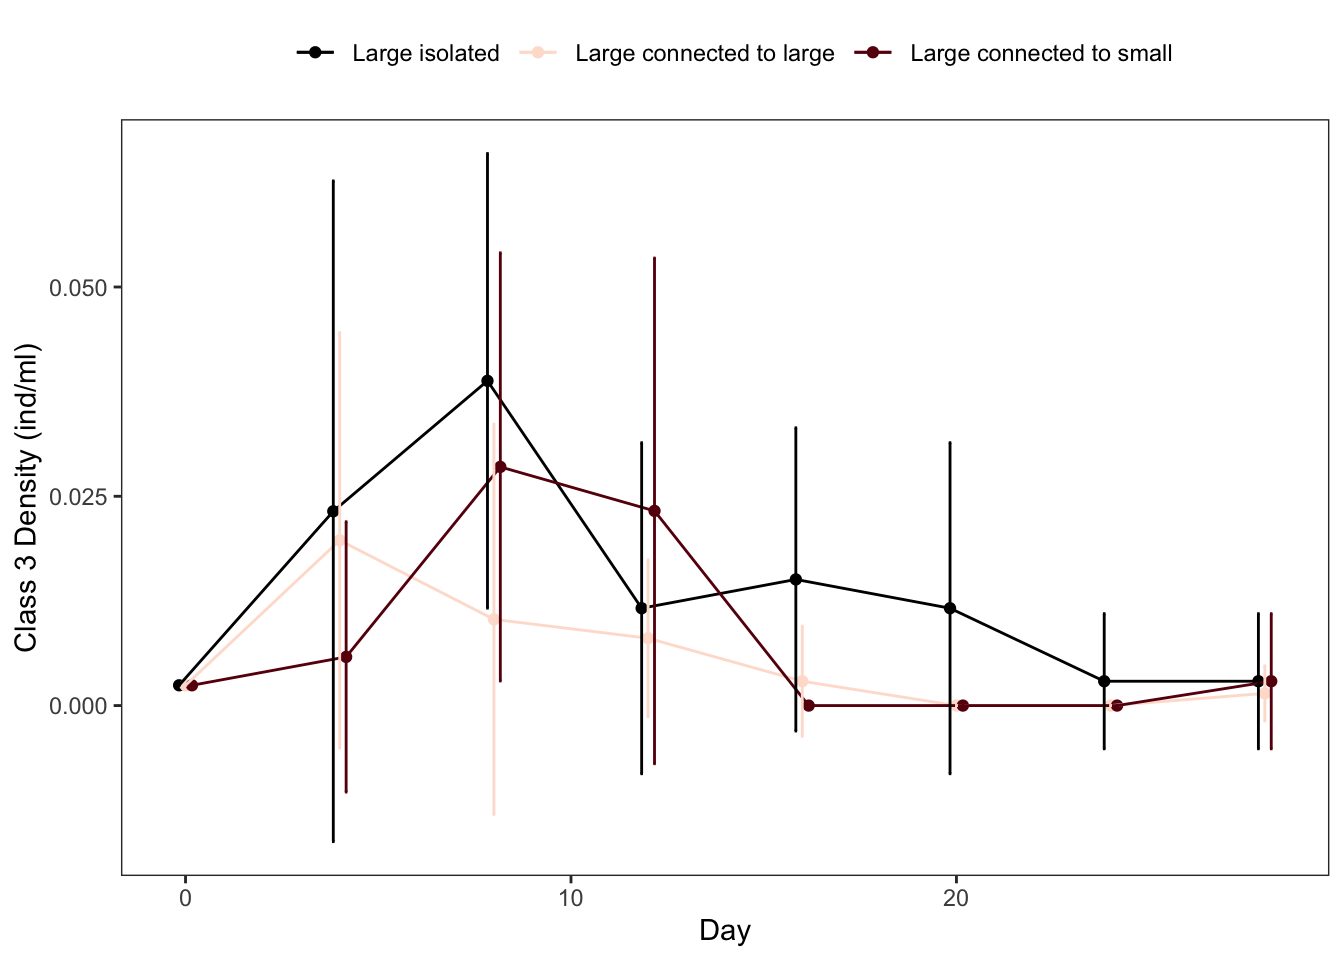 Large isolated Large connected to large Large connected to small
Class 3 Density (ind/ml)
0.050
0.025
0.000
0 10 20
Day